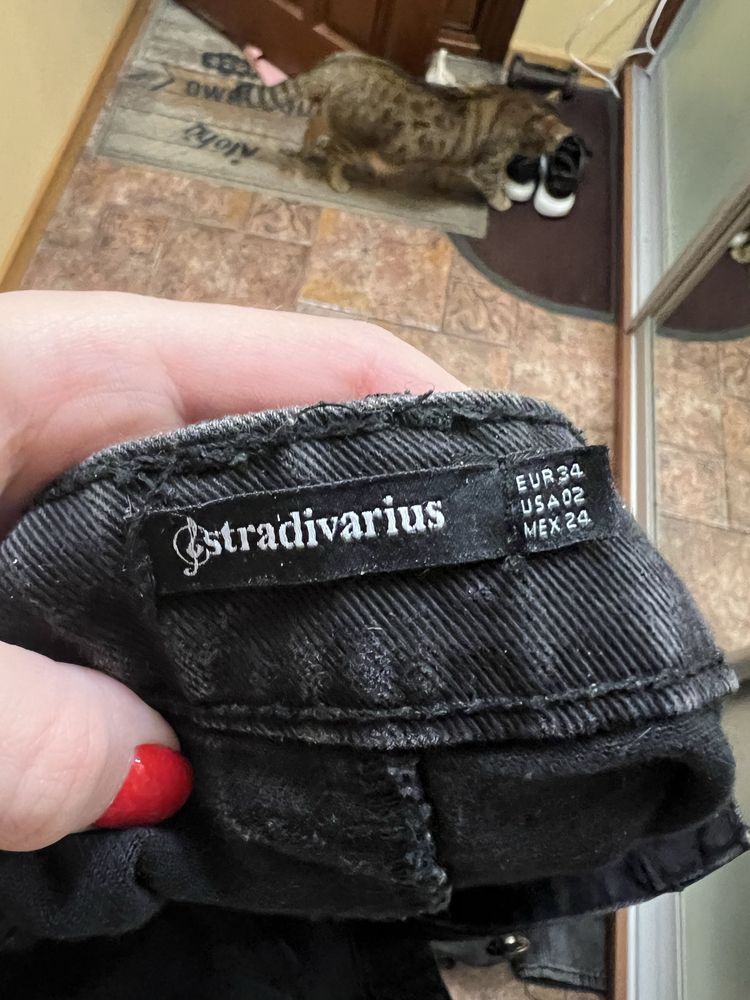 stradivarius
EUR 34
USA 02
MEX 24